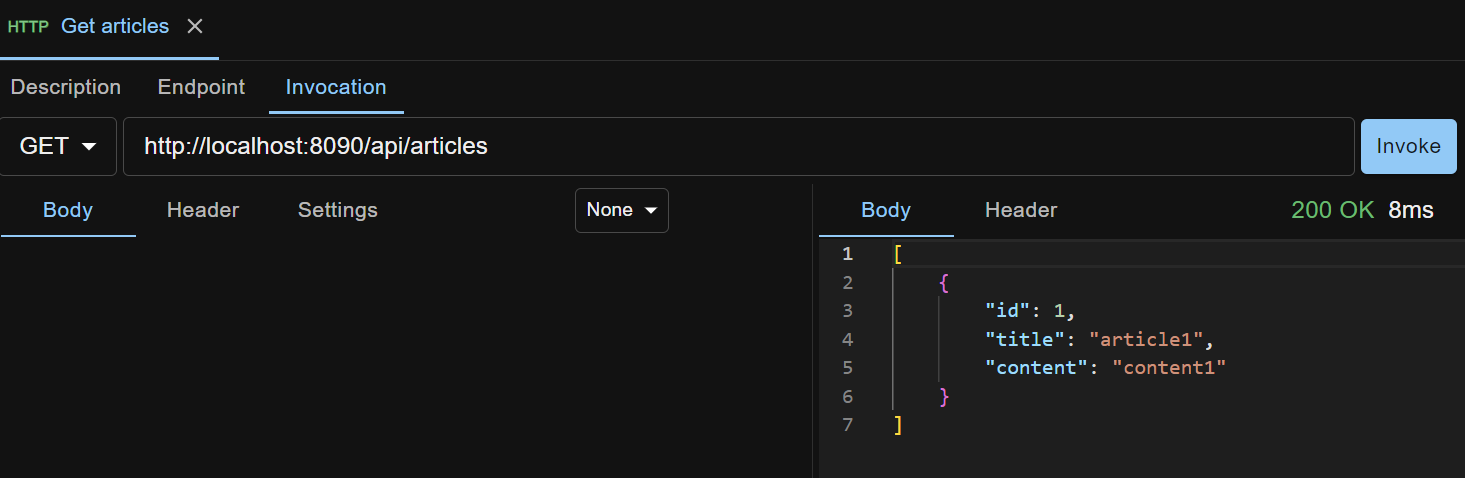 HTTP Get articles
Description Endpoint Invocation
GET http://localhost:8090/api/articles Invoke
Body Header Settings None
Body Header 200 OK 8ms
1 [
2 {
3 "id": 1,
4 "title": "article1",
5 "content": "content1"
6 }
7 ]